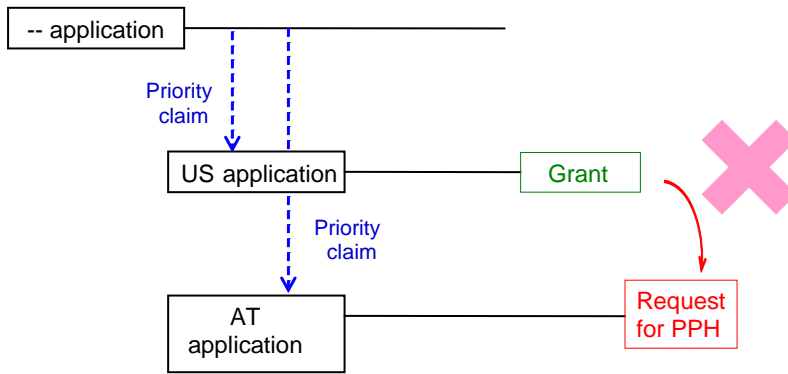 -- application
Priority
claim
US application
Grant
Priority
claim
AT
application
Request
for PPH